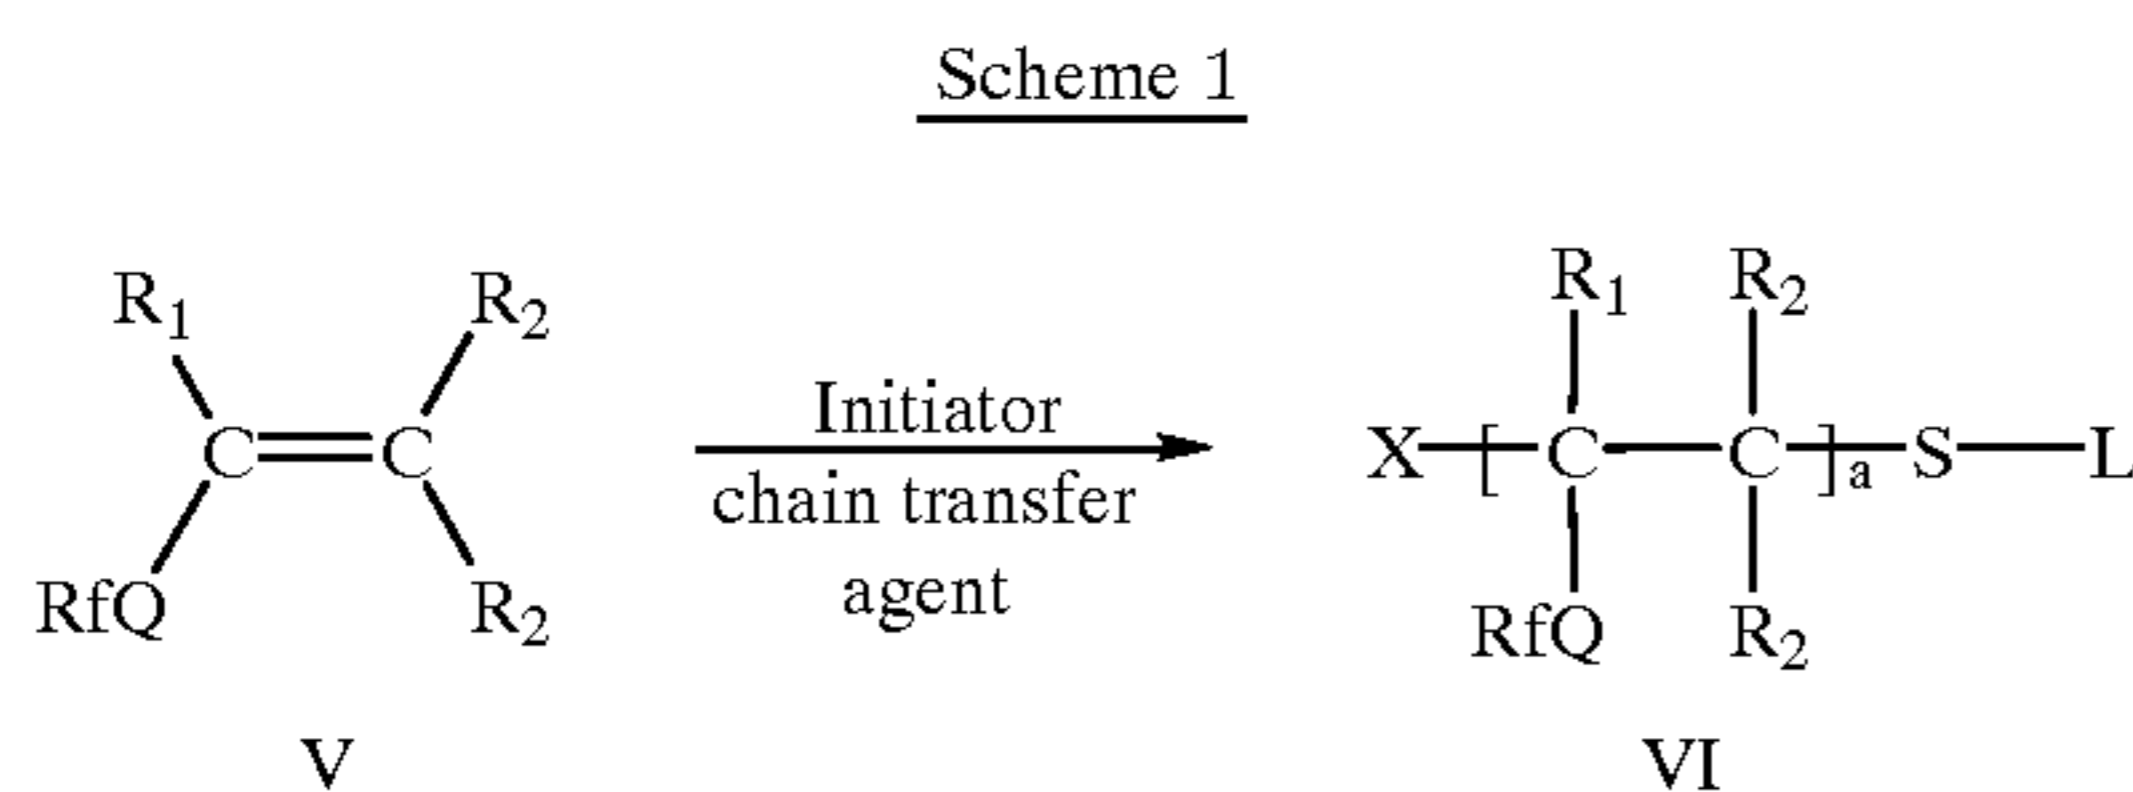 Scheme 1
R1 R2 R1 R2
Initiator
C C X [ C C ]a S L
chain transfer
agent
RfQ R2 RfQ R2
V VI